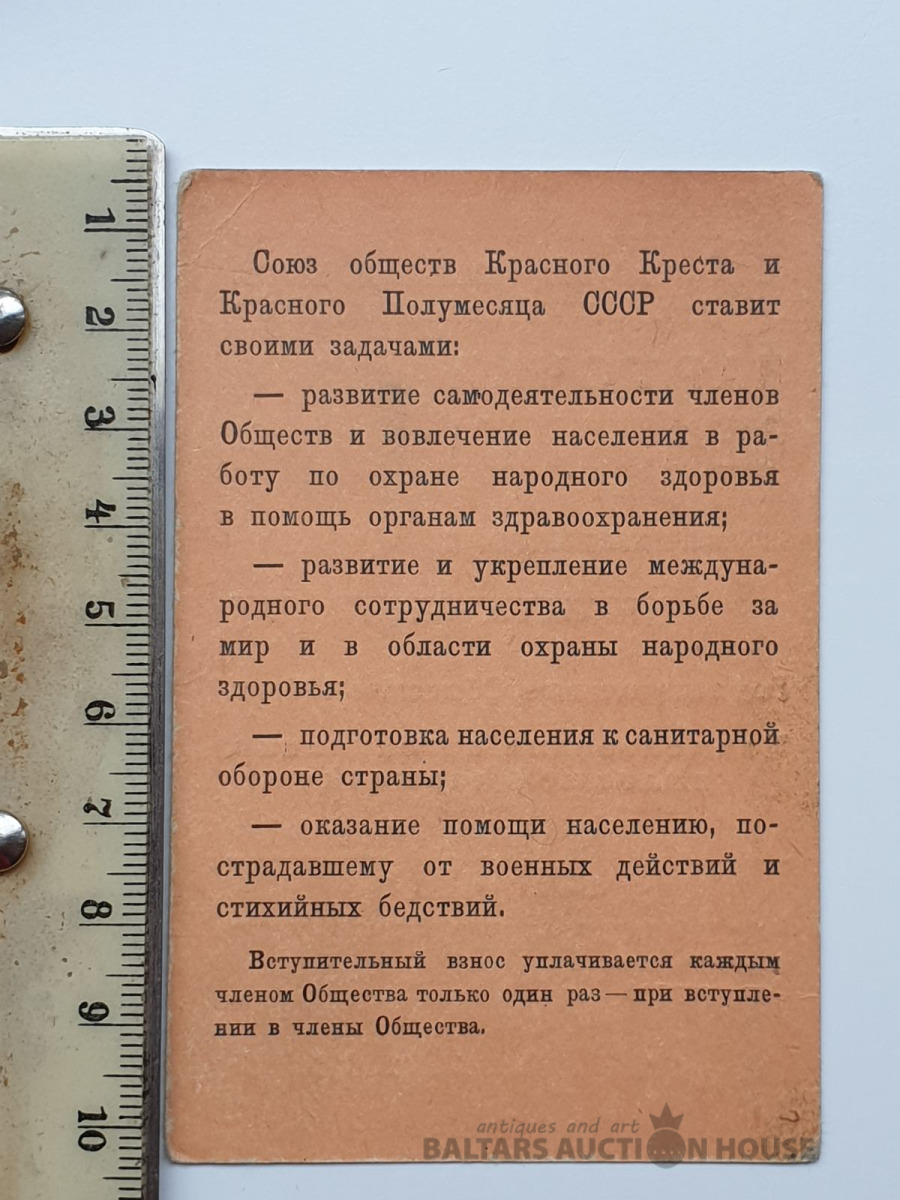 1
2
3
4
5
6
7
8
9
10
Союз обществ Красного Креста и
Красного Полумесяца СССР ставит
своими задачами:
— развитие самодеятельности членов
Обществ и вовлечение населения в ра-
боту по охране народного здоровья
в помощь органам здравоохранения;
— развитие и укрепление междуна-
родного сотрудничества в борьбе за
мир и в области охраны народного
здоровья;
— подготовка населения к санитарной
обороне страны;
— оказание помощи населению, по-
страдавшему от военных действий и
стихийных бедствий.
Вступительный взнос уплачивается каждым
членом Общества только один раз — при вступле-
нии в члены Общества.
antiques and art
BALTARS AUCTION HOUSE